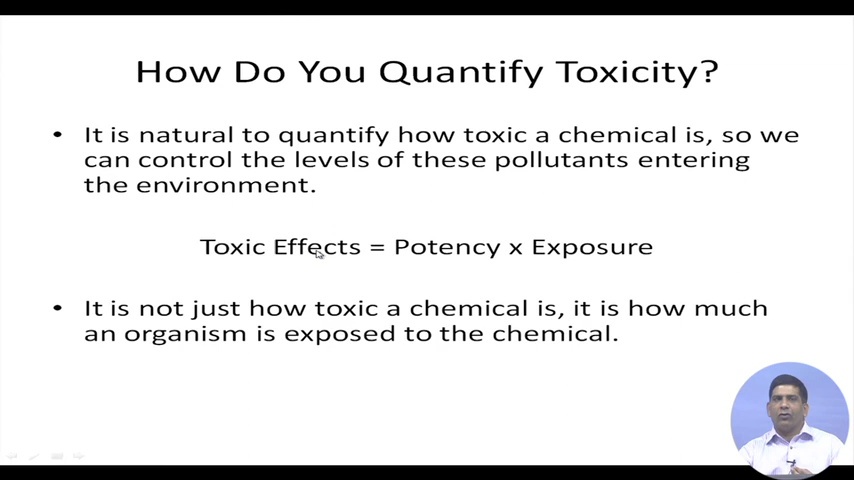 How Do You Quantify Toxicity?
• It is natural to quantify how toxic a chemical is, so we
can control the levels of these pollutants entering
the environment.
Toxic Effects = Potency x Exposure
• It is not just how toxic a chemical is, it is how much
an organism is exposed to the chemical.